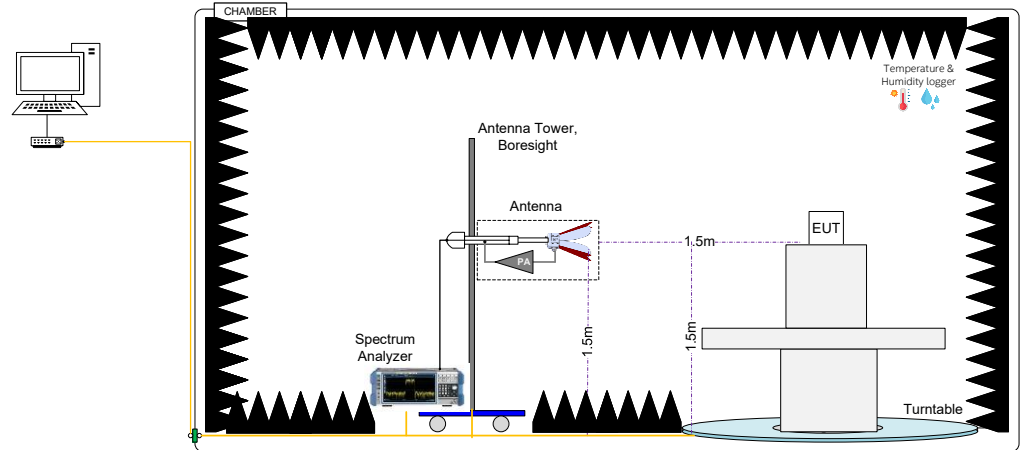 CHAMBER
Temperature &
Humidity logger
Antenna Tower,
Boresight
Antenna
EUT
1.5m
PA
1.5m
1.5m
Spectrum
Analyzer
Turntable